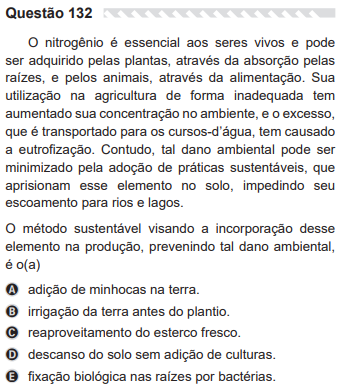 Questão 132
O nitrogênio é essencial aos seres vivos e pode
ser adquirido pelas plantas, através da absorção pelas
raízes, e pelos animais, através da alimentação. Sua
utilização na agricultura de forma inadequada tem
aumentado sua concentração no ambiente, e o excesso,
que é transportado para os cursos-d'água, tem causado
a eutrofização. Contudo, tal dano ambiental pode ser
minimizado pela adoção de práticas sustentáveis, que
aprisionam esse elemento no solo, impedindo seu
escoamento para rios e lagos.
O método sustentável visando a incorporação desse
elemento na produção, prevenindo tal dano ambiental,
é o(a)
A adição de minhocas na terra.
B irrigação da terra antes do plantio.
C reaproveitamento do esterco fresco.
D descanso do solo sem adição de culturas.
E fixação biológica nas raízes por bactérias.